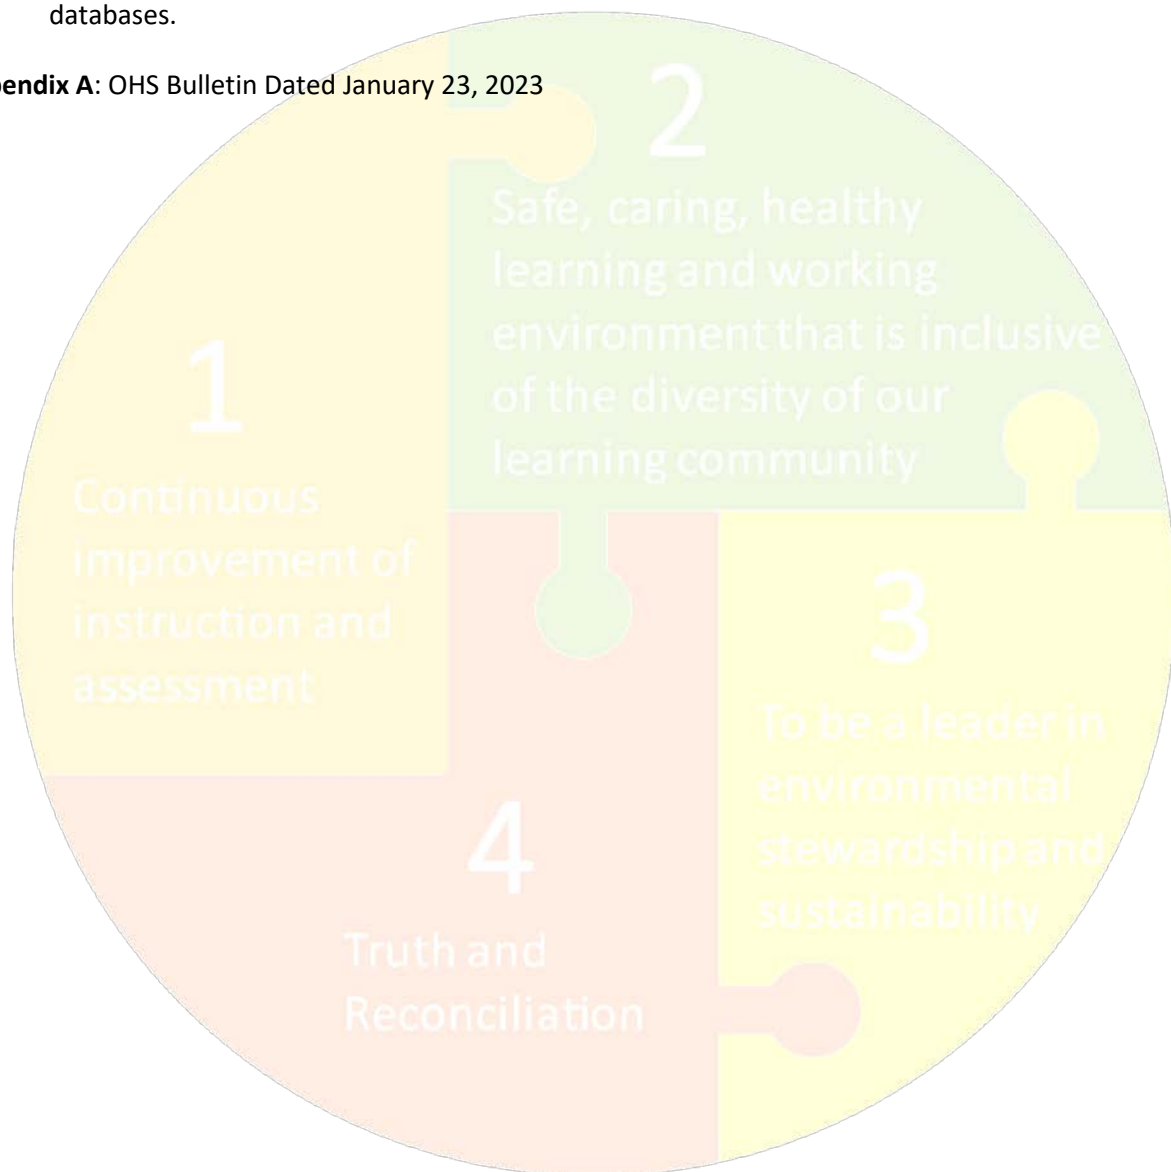 databases.
endix A: OHS Bulletin Dated January 23, 2023
1
Continuous
improvement of
instruction and
assessment
2
Safe, caring, healthy
learning and working
environment that is inclusive
of the diversity of our
learning community
3
To be a leader in
environmental
stewardship and
sustainability
4
Truth and
Reconciliation